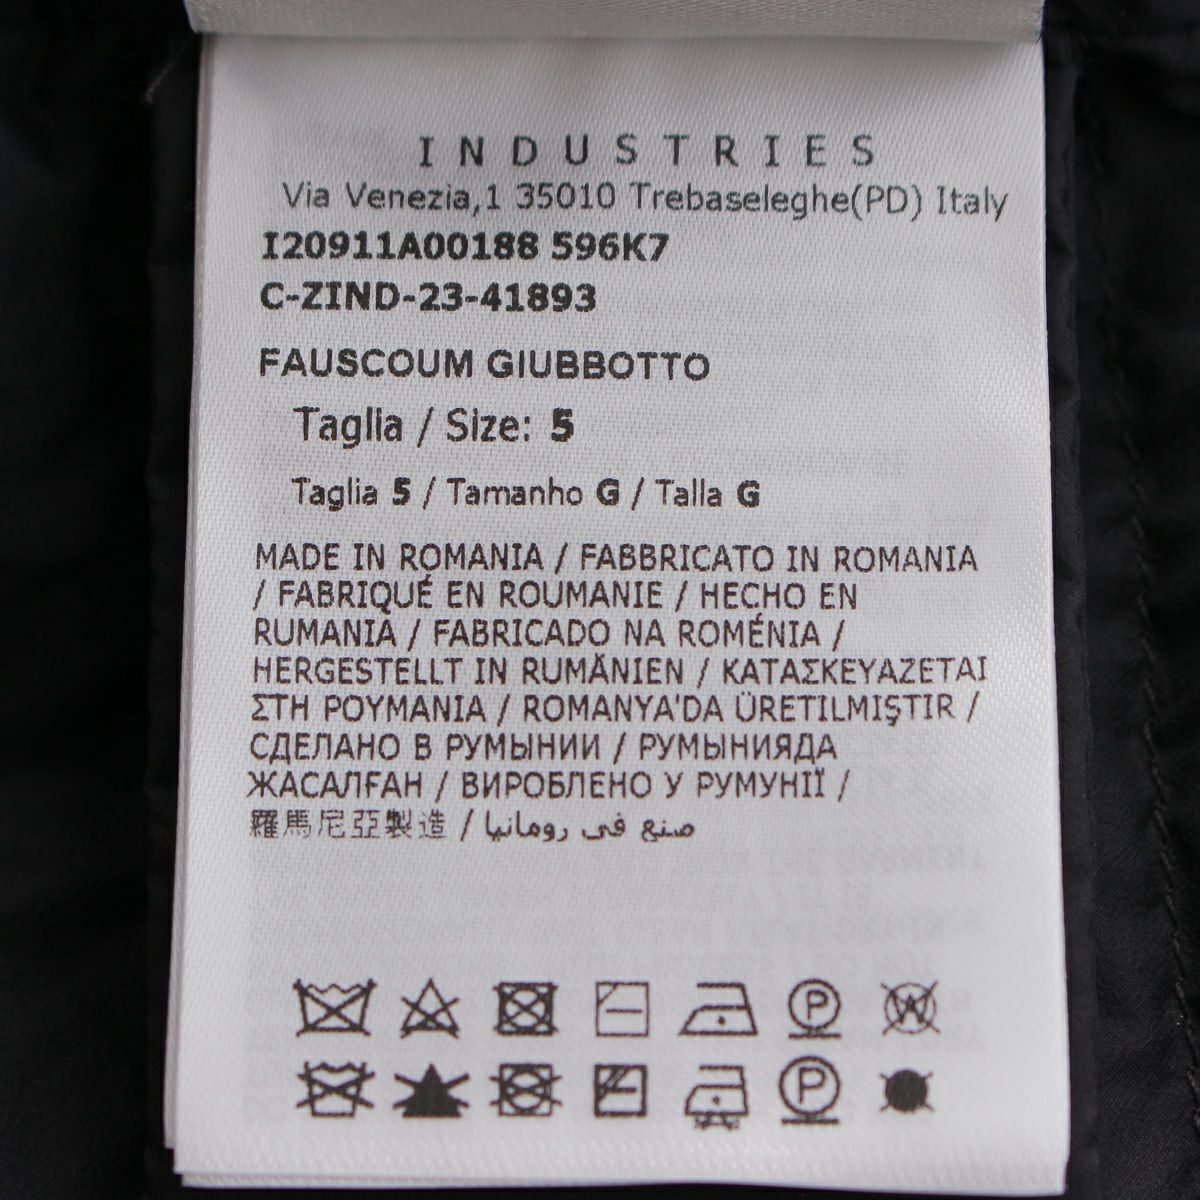 INDUSTRIES
Via Venezia,1 35010 Trebaseleghe(PD) Italy
I20911A00188 596K7
C-ZIND-23-41893
FAUSCOUM GIUBBOTTO
Taglia / Size: 5
Taglia 5 / Tamanho G / Talla G
MADE IN ROMANIA / FABBRICATO IN ROMANIA
/ FABRIQUÉ EN ROUMANIE / HECHO EN
RUMANIA / FABRICADO NA ROMÉNIA /
HERGESTELLT IN RUMÄNIEN / ΚΑΤΑΣΚΕΥΑΖΕΤΑΙ
ΣΤΗ ΡΟΥΜΑΝΙΑ / ROMANYA'DA ÜRETILMIŞTIR /
СДЕЛАНО В РУМЫНИИ / РУМЫНИЯДА
ЖАСАЛҒАН / ВИРОБЛЕНО У РУМУНІЇ /
羅馬尼亞製造 / صنع في رومانيا
P W
P